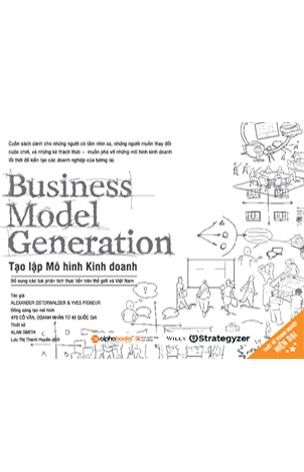 Cuốn sách dành cho những người có tầm nhìn xa, những người muốn thay đổi
cuộc chơi, và những kẻ thách thức – muốn phá vỡ những mô hình kinh doanh
lỗi thời để kiến tạo các doanh nghiệp của tương lai.
Business
Model
Generation
Tạo lập Mô hình Kinh doanh
Bổ sung các bài phân tích thực tiễn trên thế giới và Việt Nam
Tác giả
ALEXANDER OSTERWALDER & YVES PIGNEUR
Đồng sáng tạo mô hình
470 CỐ VẤN, DOANH NHÂN TỪ 45 QUỐC GIA
Thiết kế
ALAN SMITH
Lưu Thị Thanh Huyền dịch
alphabooks
WILEY
Strategyzer
HIỆN ĐẠI